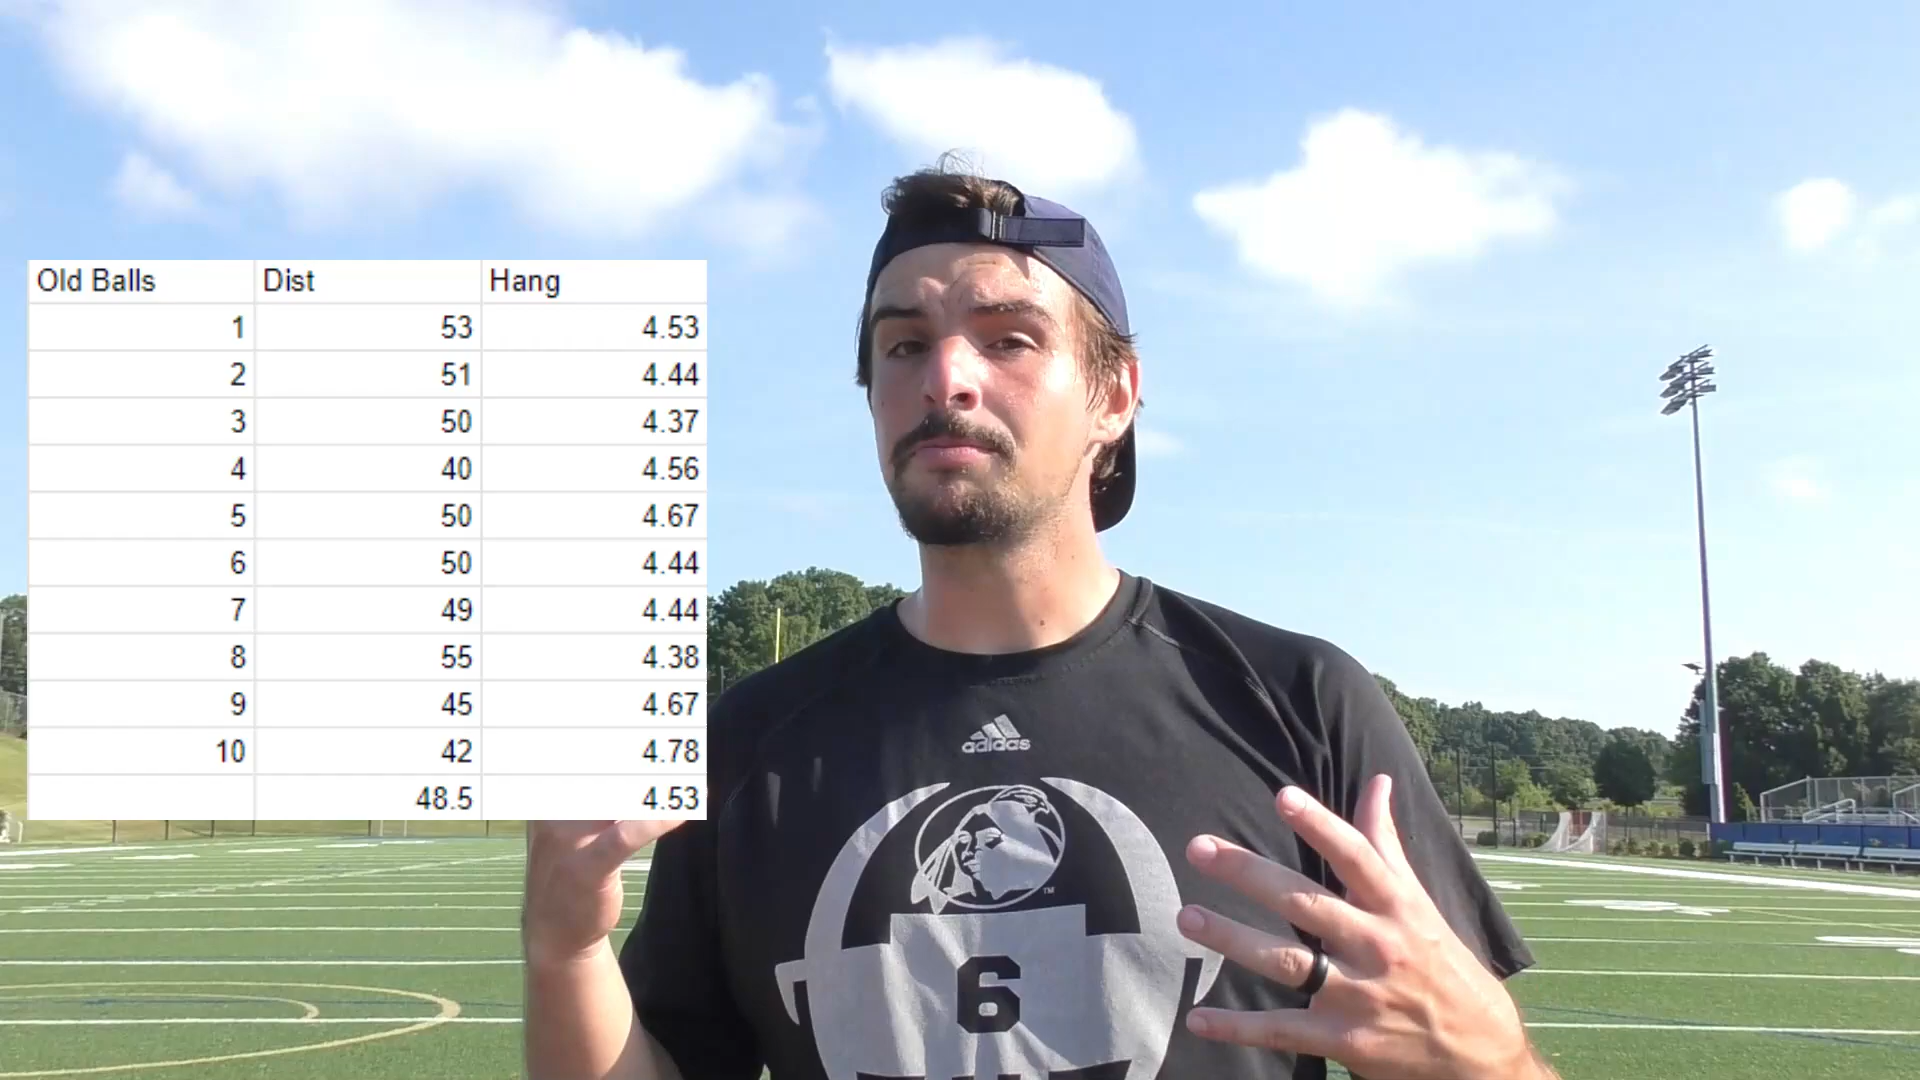 Old Balls Dist Hang
1 53 4.53
2 51 4.44
3 50 4.37
4 40 4.56
5 50 4.67
6 50 4.44
7 49 4.44
8 55 4.38
9 45 4.67
10 42 4.78
48.5 4.53
adidas
TM
6